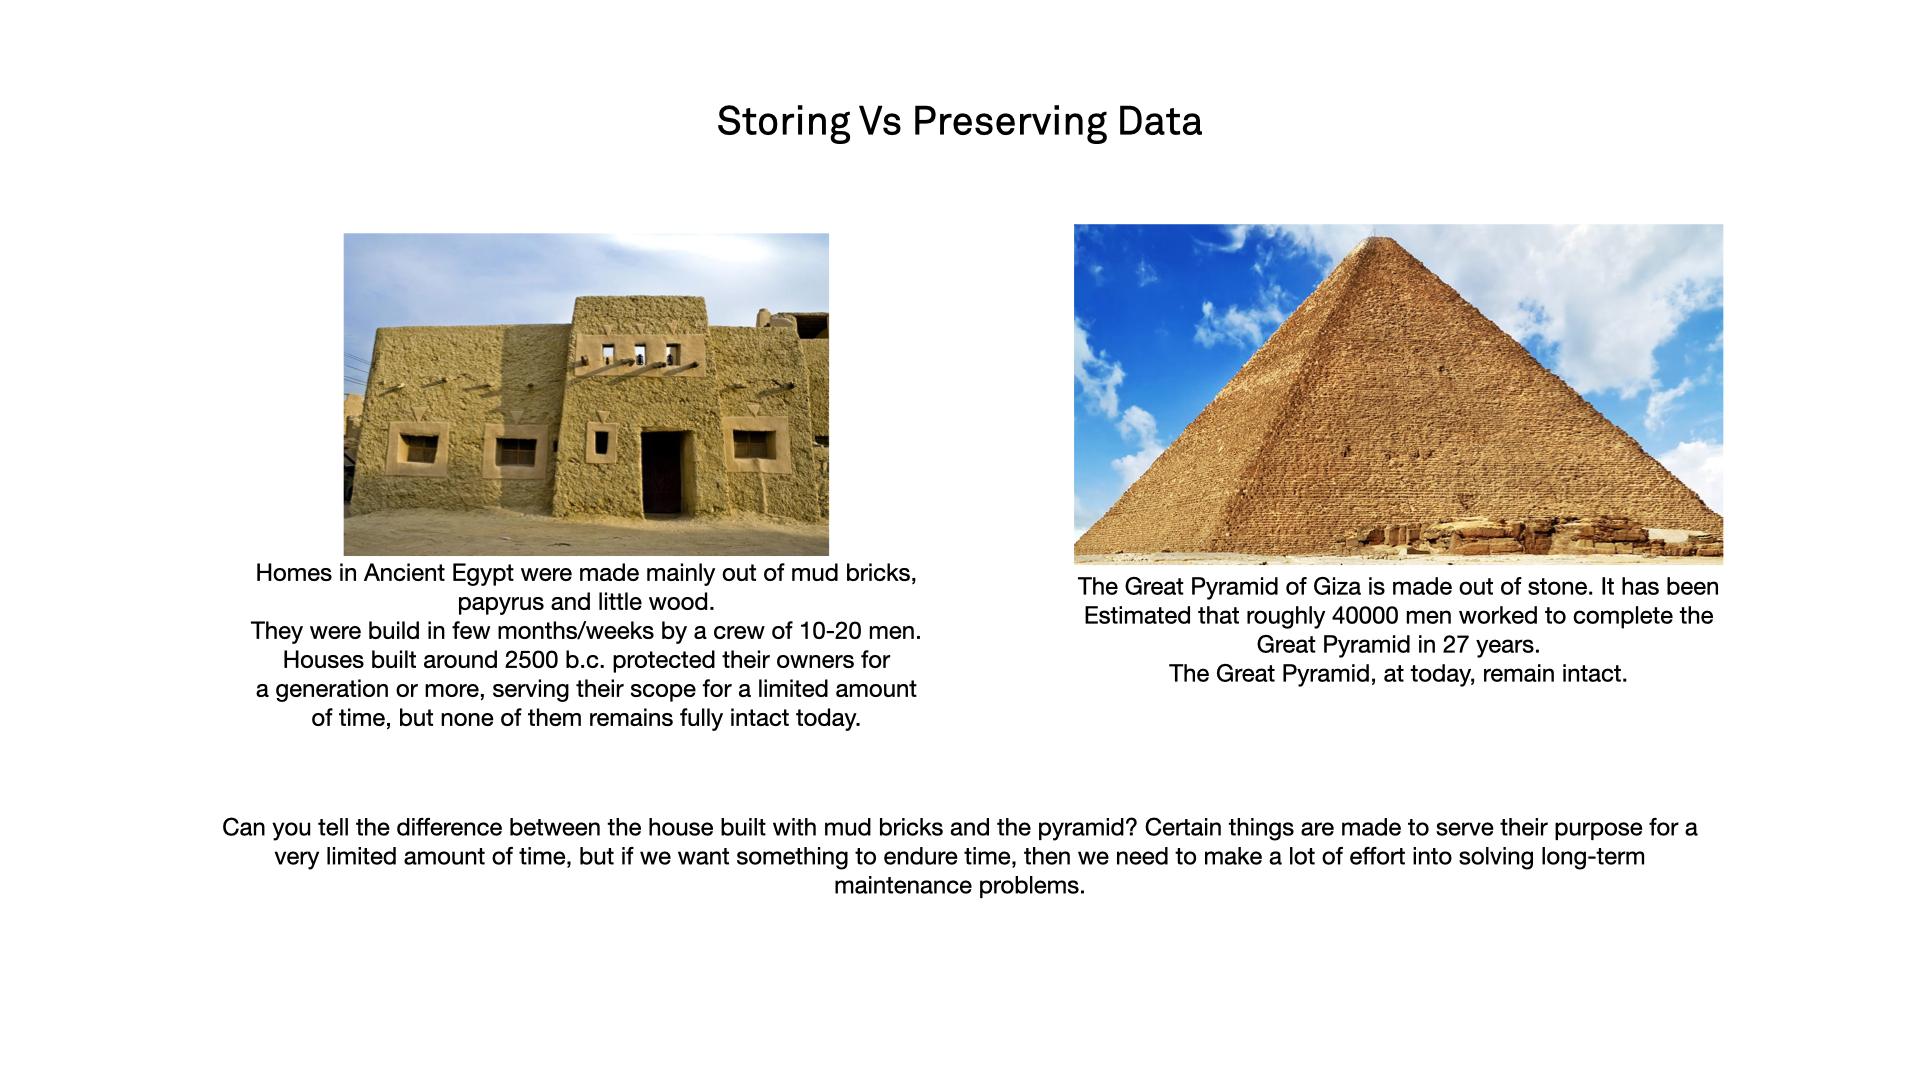 Storing Vs Preserving Data
Homes in Ancient Egypt were made mainly out of mud bricks,
papyrus and little wood.
They were build in few months/weeks by a crew of 10-20 men.
Houses built around 2500 b.c. protected their owners for
a generation or more, serving their scope for a limited amount
of time, but none of them remains fully intact today.
The Great Pyramid of Giza is made out of stone. It has been
Estimated that roughly 40000 men worked to complete the
Great Pyramid in 27 years.
The Great Pyramid, at today, remain intact.
Can you tell the difference between the house built with mud bricks and the pyramid? Certain things are made to serve their purpose for a
very limited amount of time, but if we want something to endure time, then we need to make a lot of effort into solving long-term
maintenance problems.